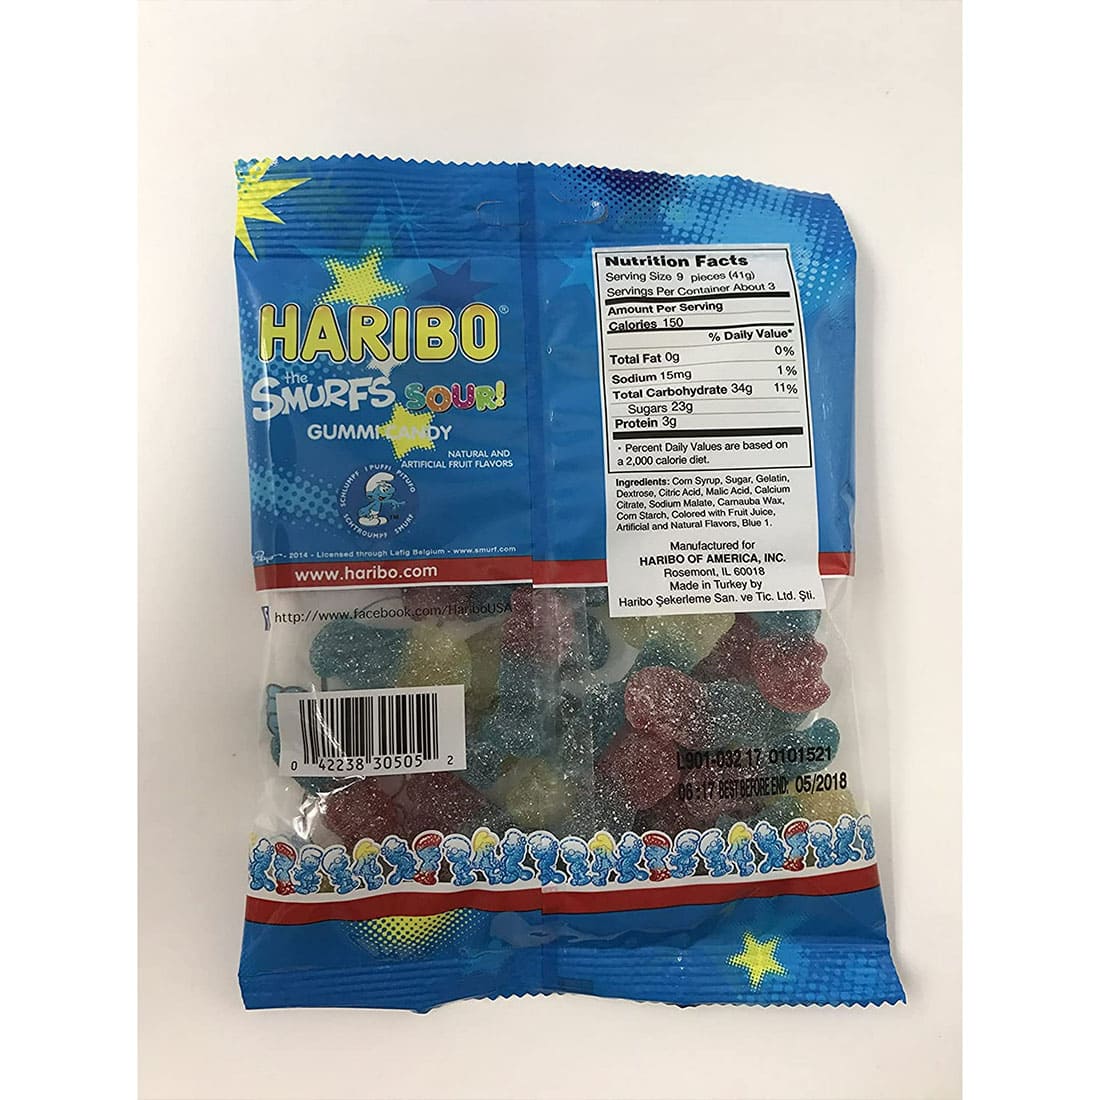 HARIBO®
the
SMURFS SOUR!
GUMMI CANDY
NATURAL AND
ARTIFICIAL FRUIT FLAVORS
SCHLUMPF I PUFFI PITUFO
SCHTROUMPF SMURF
TM
- 2014 - Licensed through Lafig Belgium - www.smurf.com
www.haribo.com
http://www.facebook.com/HariboUSA
0 42238 30505 2
Nutrition Facts
Serving Size 9 pieces (41g)
Servings Per Container About 3
Amount Per Serving
Calories 150
% Daily Value*
Total Fat 0g 0%
Sodium 15mg 1%
Total Carbohydrate 34g 11%
Sugars 23g
Protein 3g
• Percent Daily Values are based on
a 2,000 calorie diet.
Ingredients: Corn Syrup, Sugar, Gelatin,
Dextrose, Citric Acid, Malic Acid, Calcium
Citrate, Sodium Malate, Carnauba Wax,
Corn Starch, Colored with Fruit Juice,
Artificial and Natural Flavors, Blue 1.
Manufactured for
HARIBO OF AMERICA, INC.
Rosemont, IL 60018
Made in Turkey by
Haribo Şekerleme San. ve Tic. Ltd. Şti.
L901-032 17 0101521
06:17 BEST BEFORE END: 05/2018